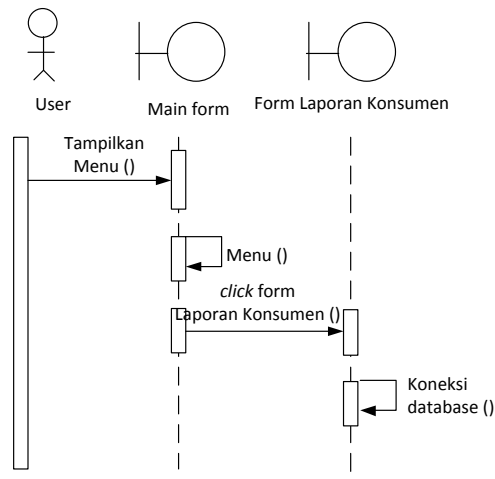 User
Main form
Form Laporan Konsumen
Tampilkan
Menu ()
Menu ()
click form
Laporan Konsumen ()
Koneksi
database ()